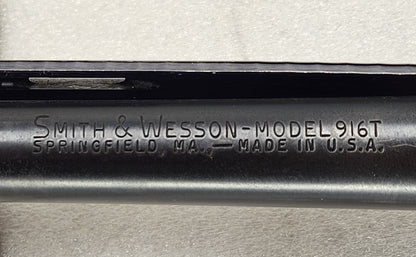 SMITH & WESSON-MODEL 916T
SPRINGFIELD, MA.—MADE IN U.S.A.